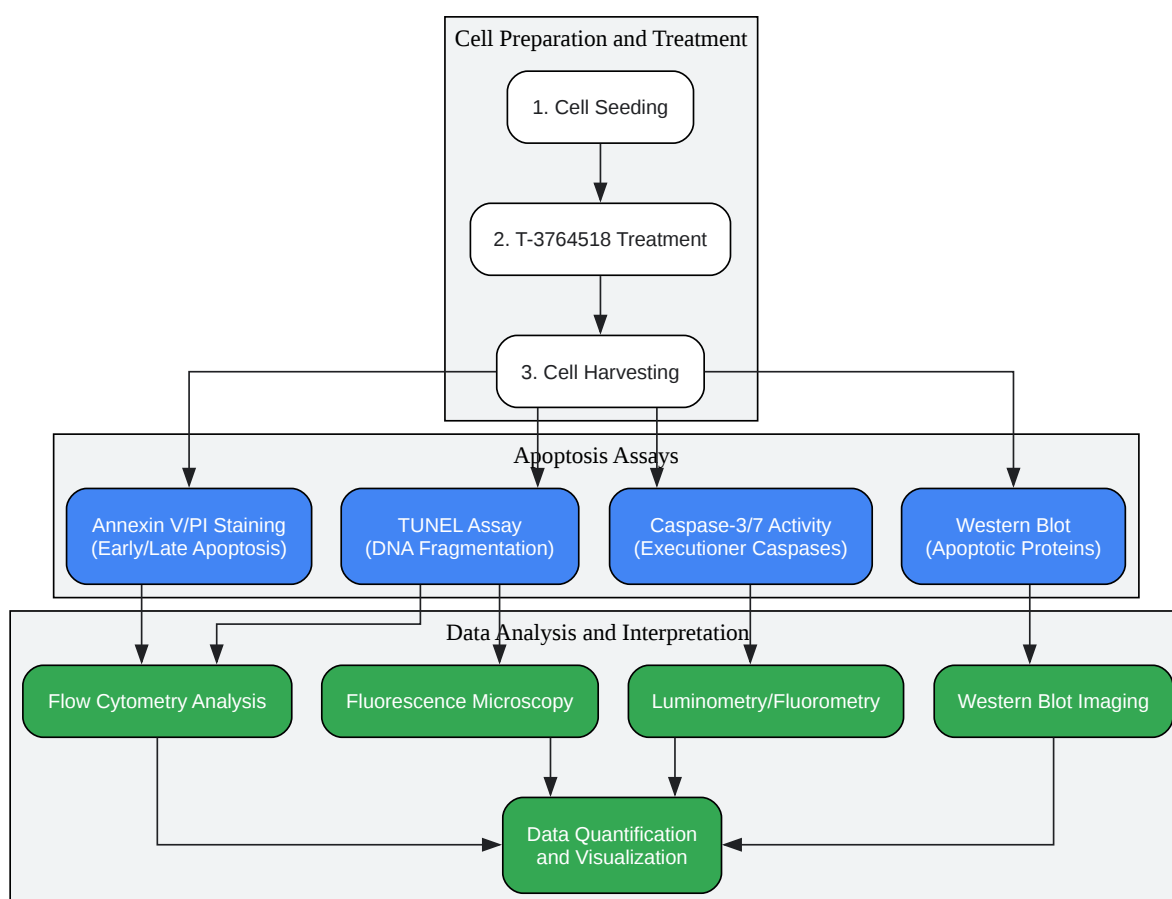 Cell Preparation and Treatment
1. Cell Seeding
2. T-3764518 Treatment
3. Cell Harvesting
Apoptosis Assays
Annexin V/PI Staining
(Early/Late Apoptosis)
TUNEL Assay
(DNA Fragmentation)
Caspase-3/7 Activity
(Executioner Caspases)
Western Blot
(Apoptotic Proteins)
Data Analysis and Interpretation
Flow Cytometry Analysis
Fluorescence Microscopy
Luminometry/Fluorometry
Western Blot Imaging
Data Quantification
and Visualization